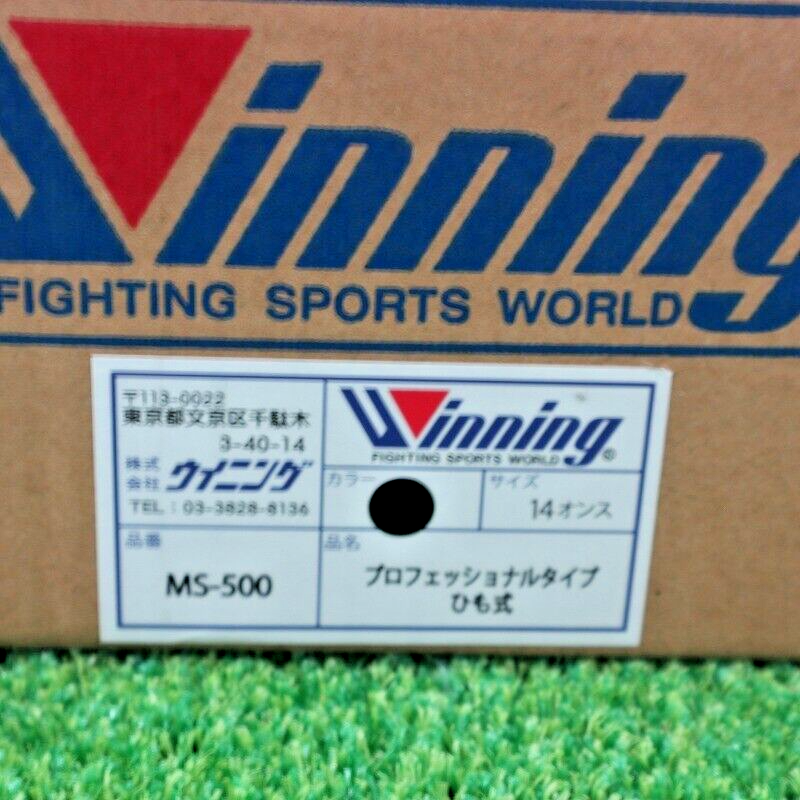 Winning
FIGHTING SPORTS WORLD
〒113-0022
東京都文京区千駄木
3-40-14
株式
会社 ウイニング
TEL：03-3828-8136
Winning®
FIGHTING SPORTS WORLD
カラー
サイズ
14オンス
品番
MS-500
品名
プロフェッショナルタイプ
ひも式